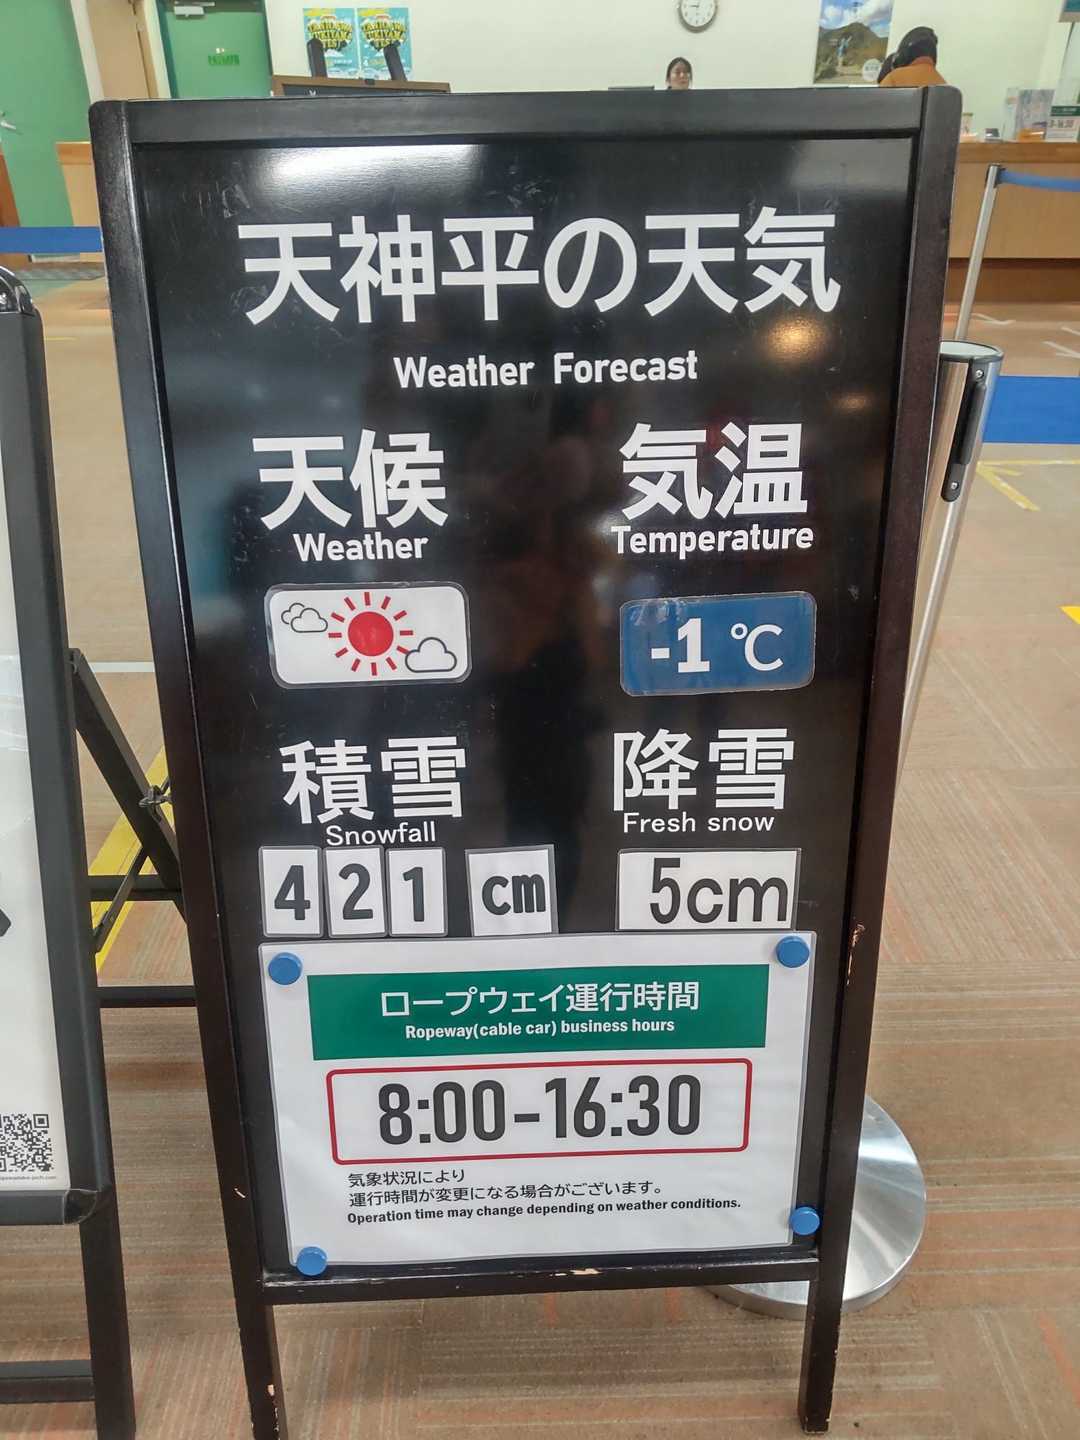 天神平の天気
Weather Forecast
天候
Weather
気温
Temperature
-1 ℃
積雪
Snowfall
421 cm
降雪
Fresh snow
5cm
ロープウェイ運行時間
Ropeway(cable car) business hours
8:00-16:30
気象状況により
運行時間が変更になる場合がございます。
Operation time may change depending on weather conditions.